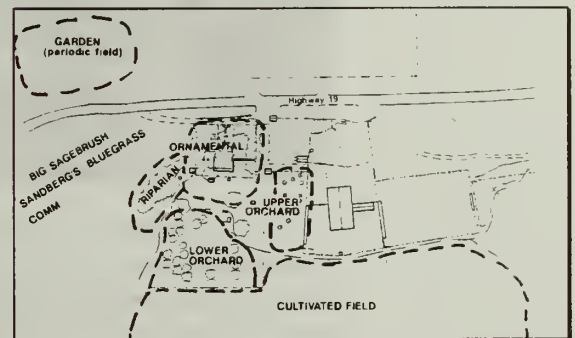 GARDEN
(periodic field)
Highway 19
BIG SAGEBRUSH
SANDBERG'S BLUEGRASS
COMM
ORNAMENTAL
RIPARIAN
UPPER
ORCHARD
LOWER
ORCHARD
CULTIVATED FIELD